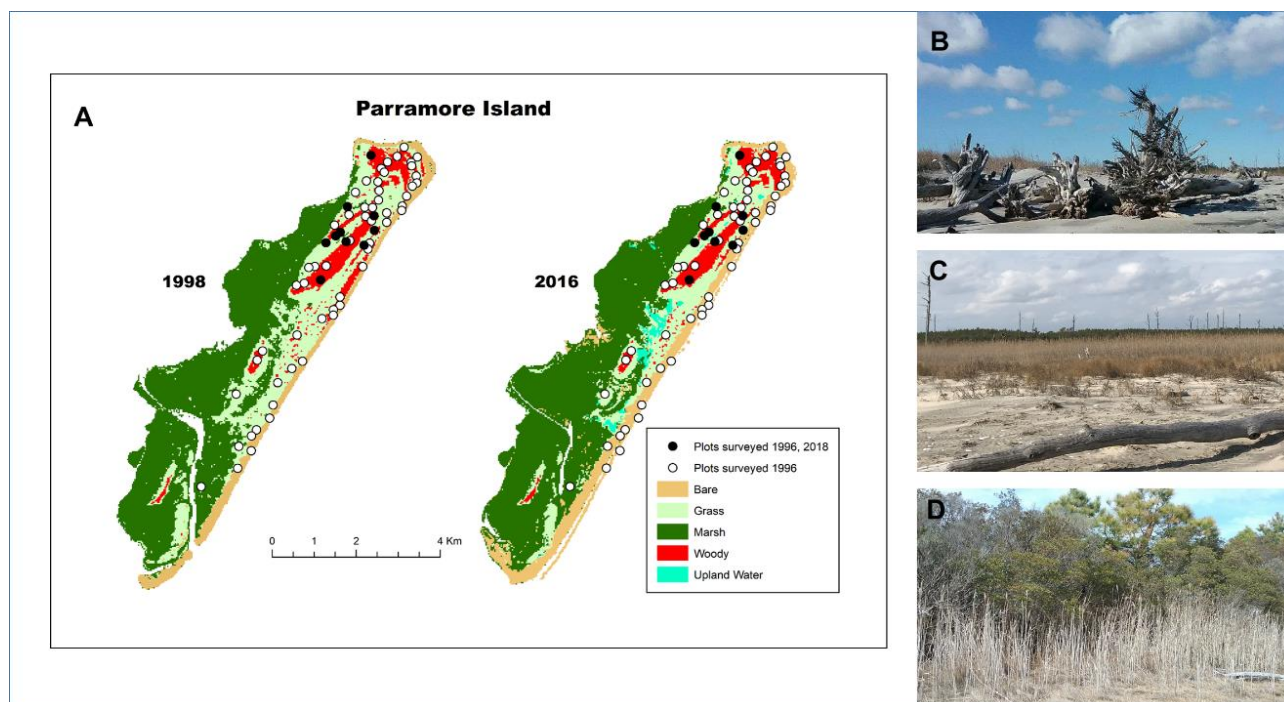 A
Parramore Island
1998
2016
0 1 2 4 Km
Plots surveyed 1996, 2018
Plots surveyed 1996
Bare
Grass
Marsh
Woody
Upland Water
B
C
D